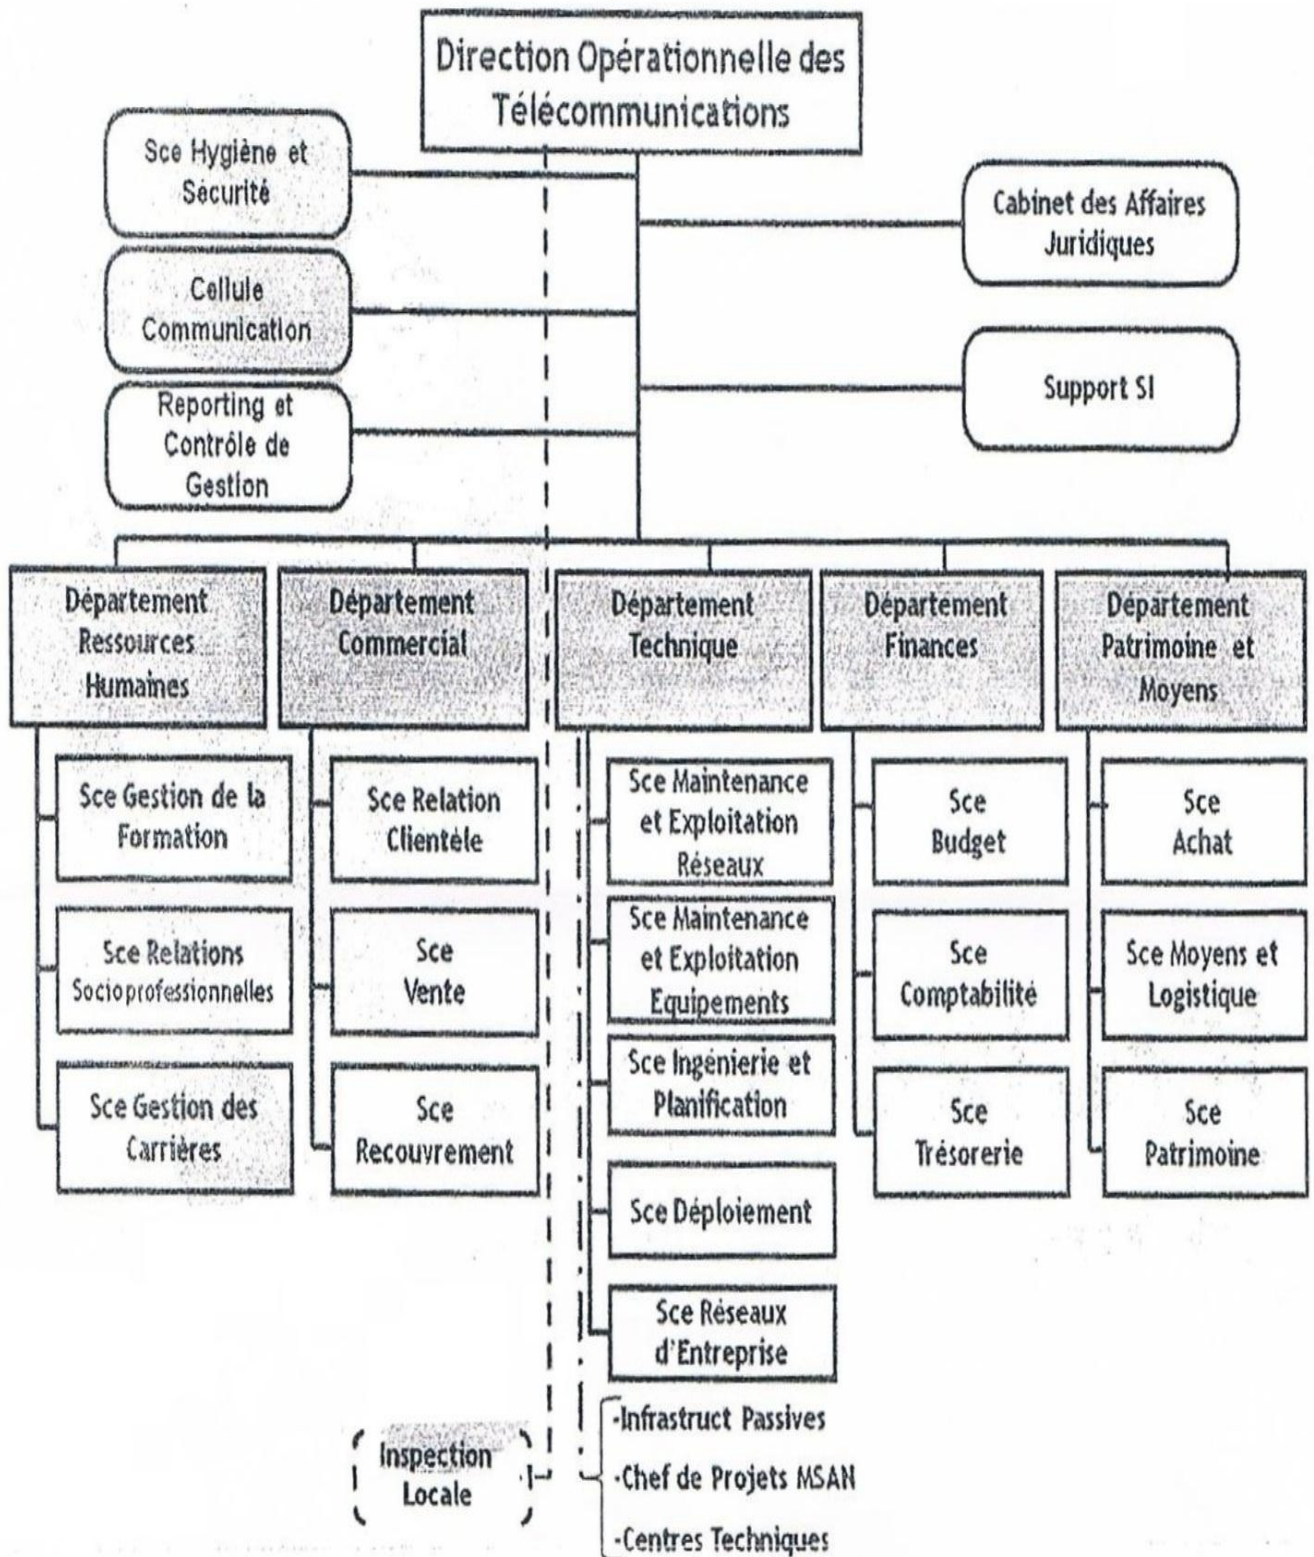 Direction Opérationnelle des
Télécommunications
Sce Hygiène et
Sécurité
Cabinet des Affaires
Juridiques
Cellule
Communication
Support SI
Reporting et
Contrôle de
Gestion
Département
Ressources
Humaines
Département
Commercial
Département
Technique
Département
Finances
Département
Patrimoine et
Moyens
Sce Gestion de la
Formation
Sce Relations
Socioprofessionnelles
Sce Gestion des
Carrières
Sce Relation
Clientèle
Sce
Vente
Sce
Recouvrement
Sce Maintenance
et Exploitation
Réseaux
Sce Maintenance
et Exploitation
Equipements
Sce Ingénierie et
Planification
Sce Déploiement
Sce Réseaux
d'Entreprise
-Infrastruct Passives
-Chef de Projets MSAN
-Centres Techniques
Sce
Budget
Sce
Comptabilité
Sce
Trésorerie
Sce
Achat
Sce Moyens et
Logistique
Sce
Patrimoine
Inspection
Locale